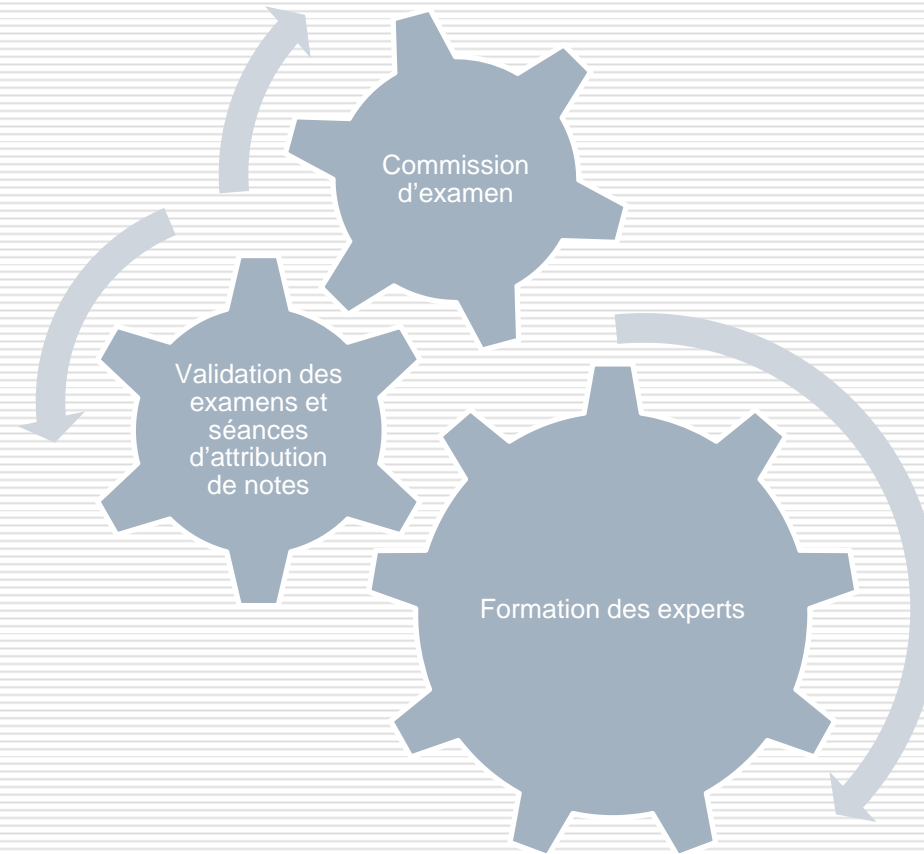 Commission
d’examen
Validation des
examens et
séances
d’attribution
de notes
Formation des experts